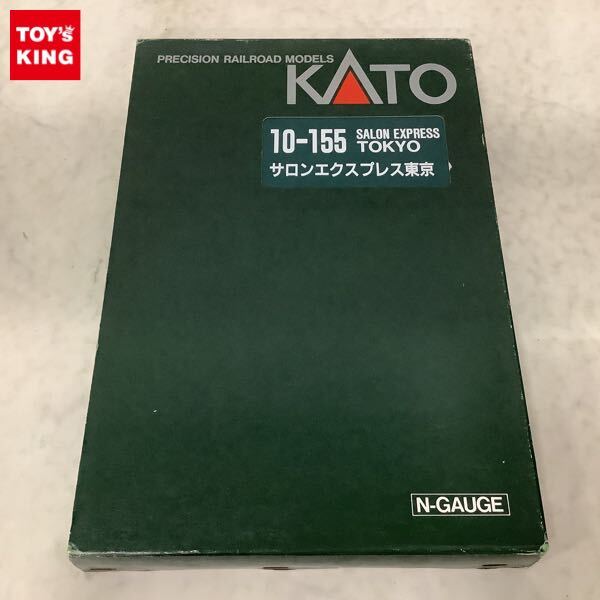 TOY'S
KING
PRECISION RAILROAD MODELS
KATO
10-155 SALON EXPRESS
TOKYO
サロンエクスプレス東京
N-GAUGE